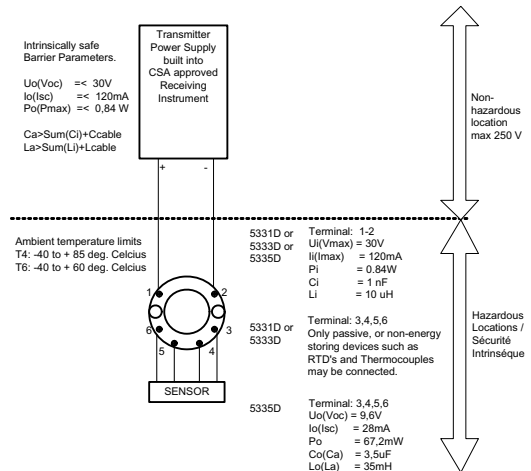 Intrinsically safe
Barrier Parameters.
Uo(Voc) =< 30V
Io(Isc) =< 120mA
Po(Pmax) =< 0,84 W
Ca>Sum(Ci)+Ccable
La>Sum(Li)+Lcable
Transmitter
Power Supply
built into
CSA approved
Receiving
Instrument
+ -
Non-
hazardous
location
max 250 V
Ambient temperature limits
T4: -40 to + 85 deg. Celcius
T6: -40 to + 60 deg. Celcius
1 2
6 3
5 4
SENSOR
5331D or
5333D or
5335D
Terminal: 1-2
Ui(Vmax) = 30V
Ii(Imax) = 120mA
Pi = 0.84W
Ci = 1 nF
Li = 10 uH
5331D or
5333D
Terminal: 3,4,5,6
Only passive, or non-energy
storing devices such as
RTD's and Thermocouples
may be connected.
5335D
Terminal: 3,4,5,6
Uo(Voc) = 9,6V
Io(Isc) = 28mA
Po = 67,2mW
Co(Ca) = 3,5uF
Lo(La) = 35mH
Hazardous
Locations /
Sécurité
Intrinséque